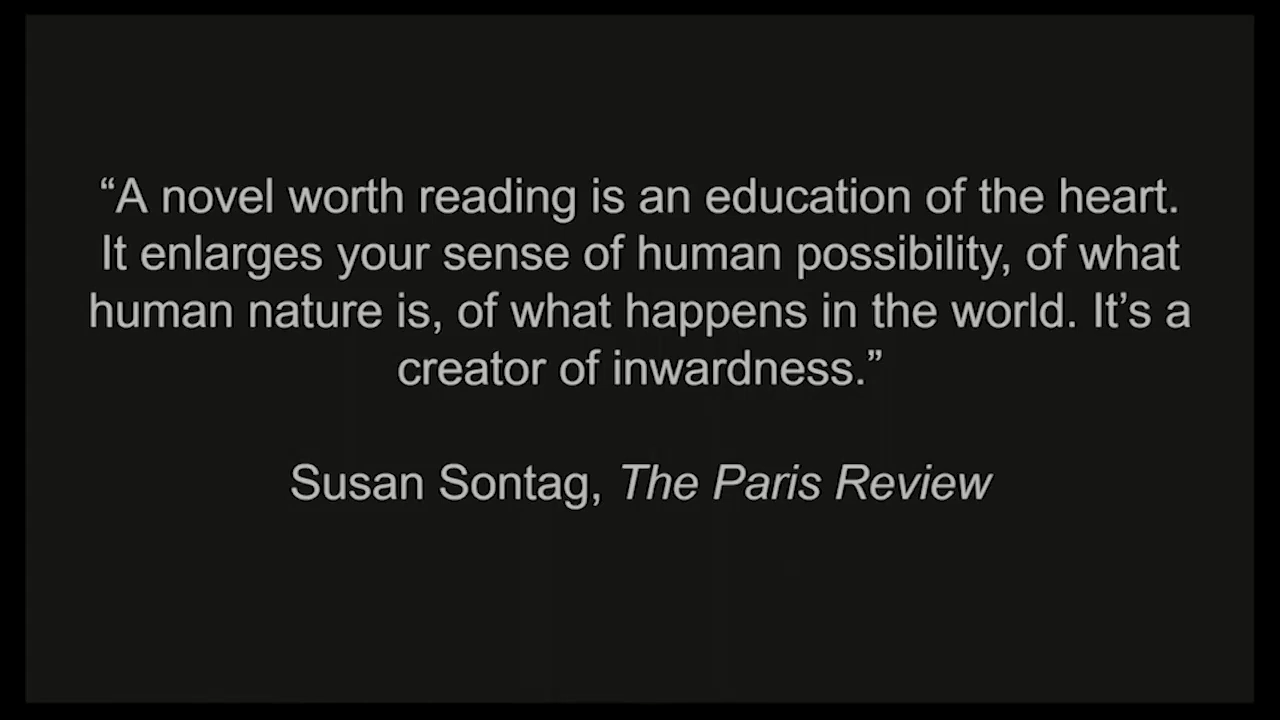 “A novel worth reading is an education of the heart.
It enlarges your sense of human possibility, of what
human nature is, of what happens in the world. It’s a
creator of inwardness.”
Susan Sontag, The Paris Review